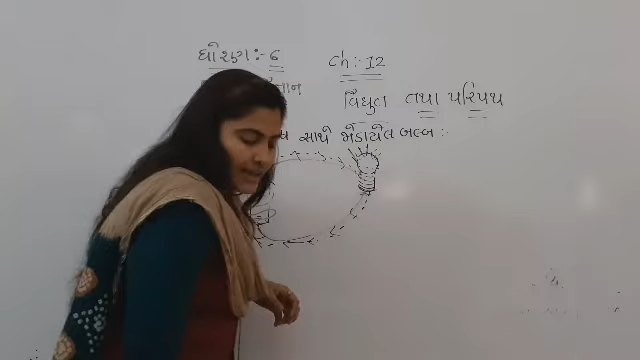 ધોરણ:- 6
Ch:- 12
વિદ્યુત તથા પરિપથ
સાથે જોડાયેલ બલ્બ :-